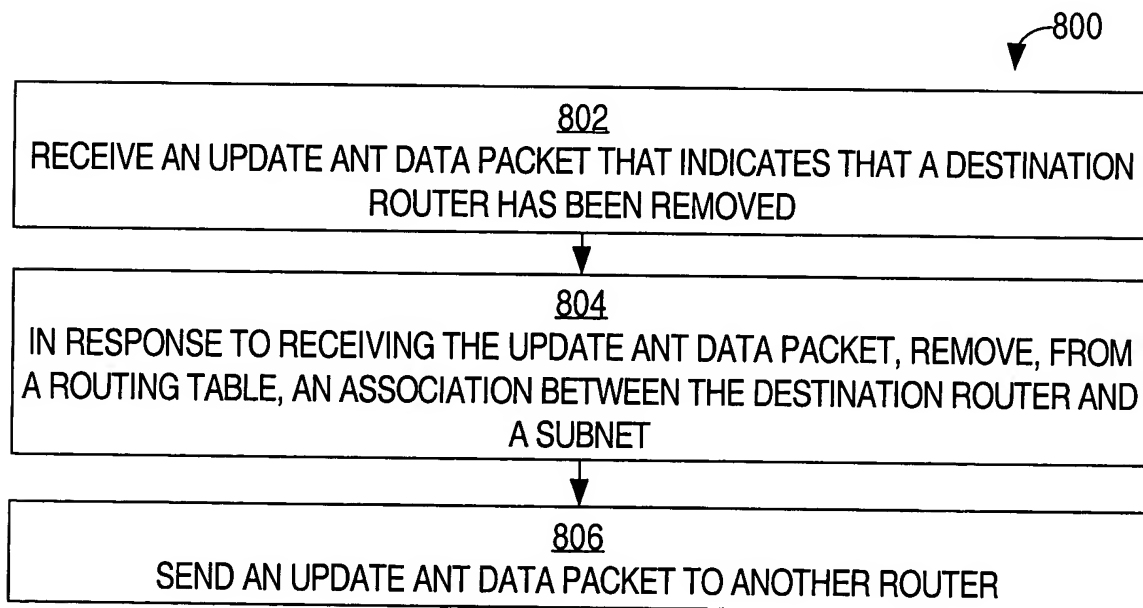 800
802
RECEIVE AN UPDATE ANT DATA PACKET THAT INDICATES THAT A DESTINATION
ROUTER HAS BEEN REMOVED
804
IN RESPONSE TO RECEIVING THE UPDATE ANT DATA PACKET, REMOVE, FROM
A ROUTING TABLE, AN ASSOCIATION BETWEEN THE DESTINATION ROUTER AND
A SUBNET
806
SEND AN UPDATE ANT DATA PACKET TO ANOTHER ROUTER